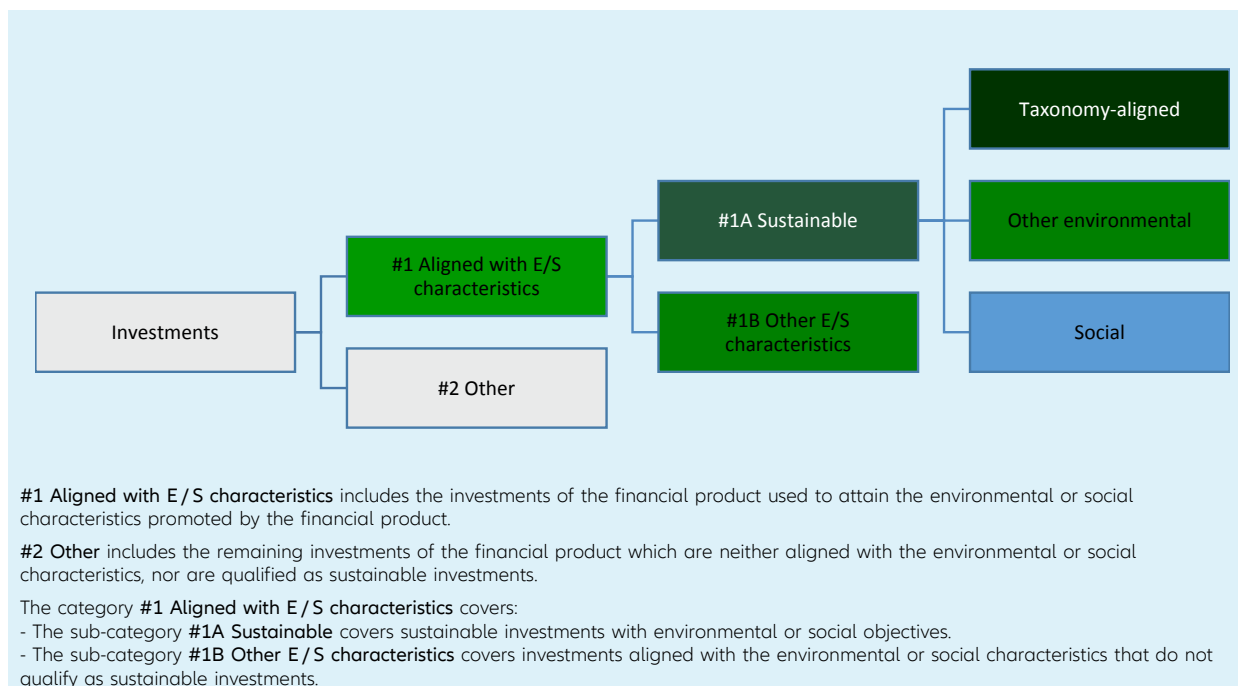 Taxonomy-aligned
#1A Sustainable
Other environmental
#1 Aligned with E/S
characteristics
Investments
#1B Other E/S
characteristics
Social
#2 Other
#1 Aligned with E / S characteristics includes the investments of the financial product used to attain the environmental or social
characteristics promoted by the financial product.
#2 Other includes the remaining investments of the financial product which are neither aligned with the environmental or social
characteristics, nor are qualified as sustainable investments.
The category #1 Aligned with E / S characteristics covers:
- The sub-category #1A Sustainable covers sustainable investments with environmental or social objectives.
- The sub-category #1B Other E / S characteristics covers investments aligned with the environmental or social characteristics that do not
qualify as sustainable investments.